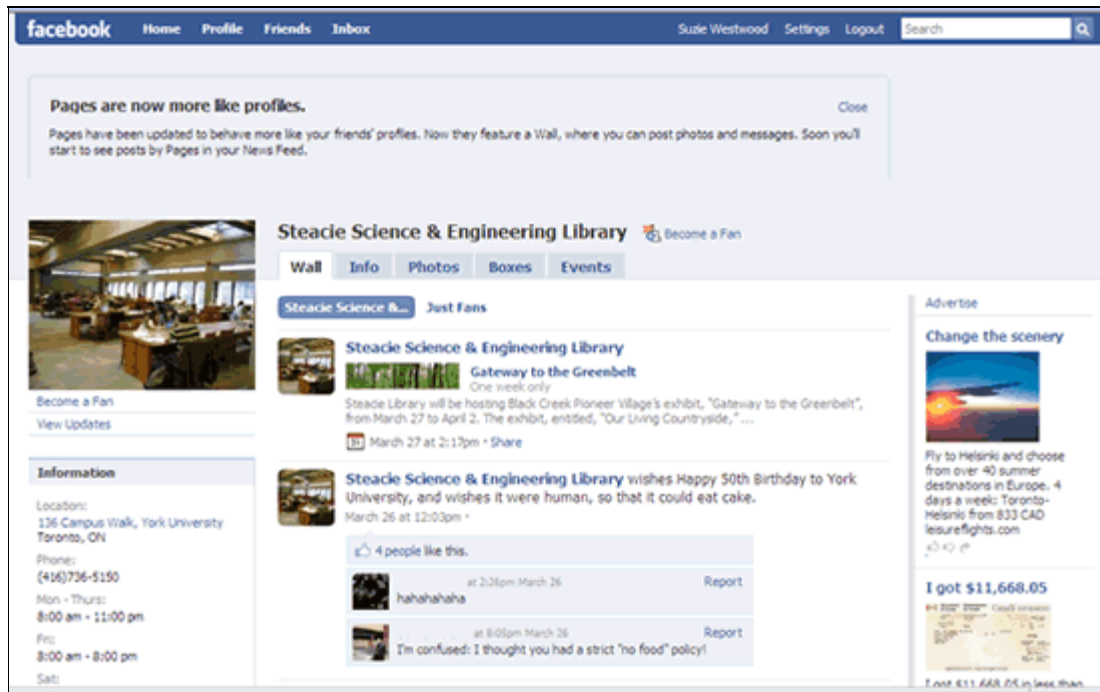 facebook Home Profile Friends Inbox Suzie Westwood Settings Logout Search
Pages are now more like profiles. Close
Pages have been updated to behave more like your friends' profiles. Now they feature a Wall, where you can post photos and messages. Soon you'll
start to see posts by Pages in your News Feed.
Steacie Science & Engineering Library Become a Fan
Wall Info Photos Boxes Events
Steacie Science &... Just Fans
Steacie Science & Engineering Library
Gateway to the Greenbelt
One week only
Steacie Library will be hosting Black Creek Pioneer Village's exhibit, "Gateway to the Greenbelt",
from March 27 to April 2. The exhibit, entitled, "Our Living Countryside," ....
31 March 27 at 2:17pm · Share
Steacie Science & Engineering Library wishes Happy 50th Birthday to York
University, and wishes it were human, so that it could eat cake.
March 26 at 12:03pm ·
4 people like this.
at 2:26pm March 26 Report
hahahahaha
at 8:05pm March 26 Report
I'm confused: I thought you had a strict "no food" policy!
Become a Fan
View Updates
Information
Location:
136 Campus Walk, York University
Toronto, ON
Phone:
(416)736-5150
Mon - Thurs:
8:00 am - 11:00 pm
Fri:
8:00 am - 8:00 pm
Sat:
Advertise
Change the scenery
Fly to Helsinki and choose
from over 40 summer
destinations in Europe. 4
days a week: Toronto-
Helsinki from 833 CAD
leisureflights.com
I got $11,668.05
I got $11,668.05 in less than